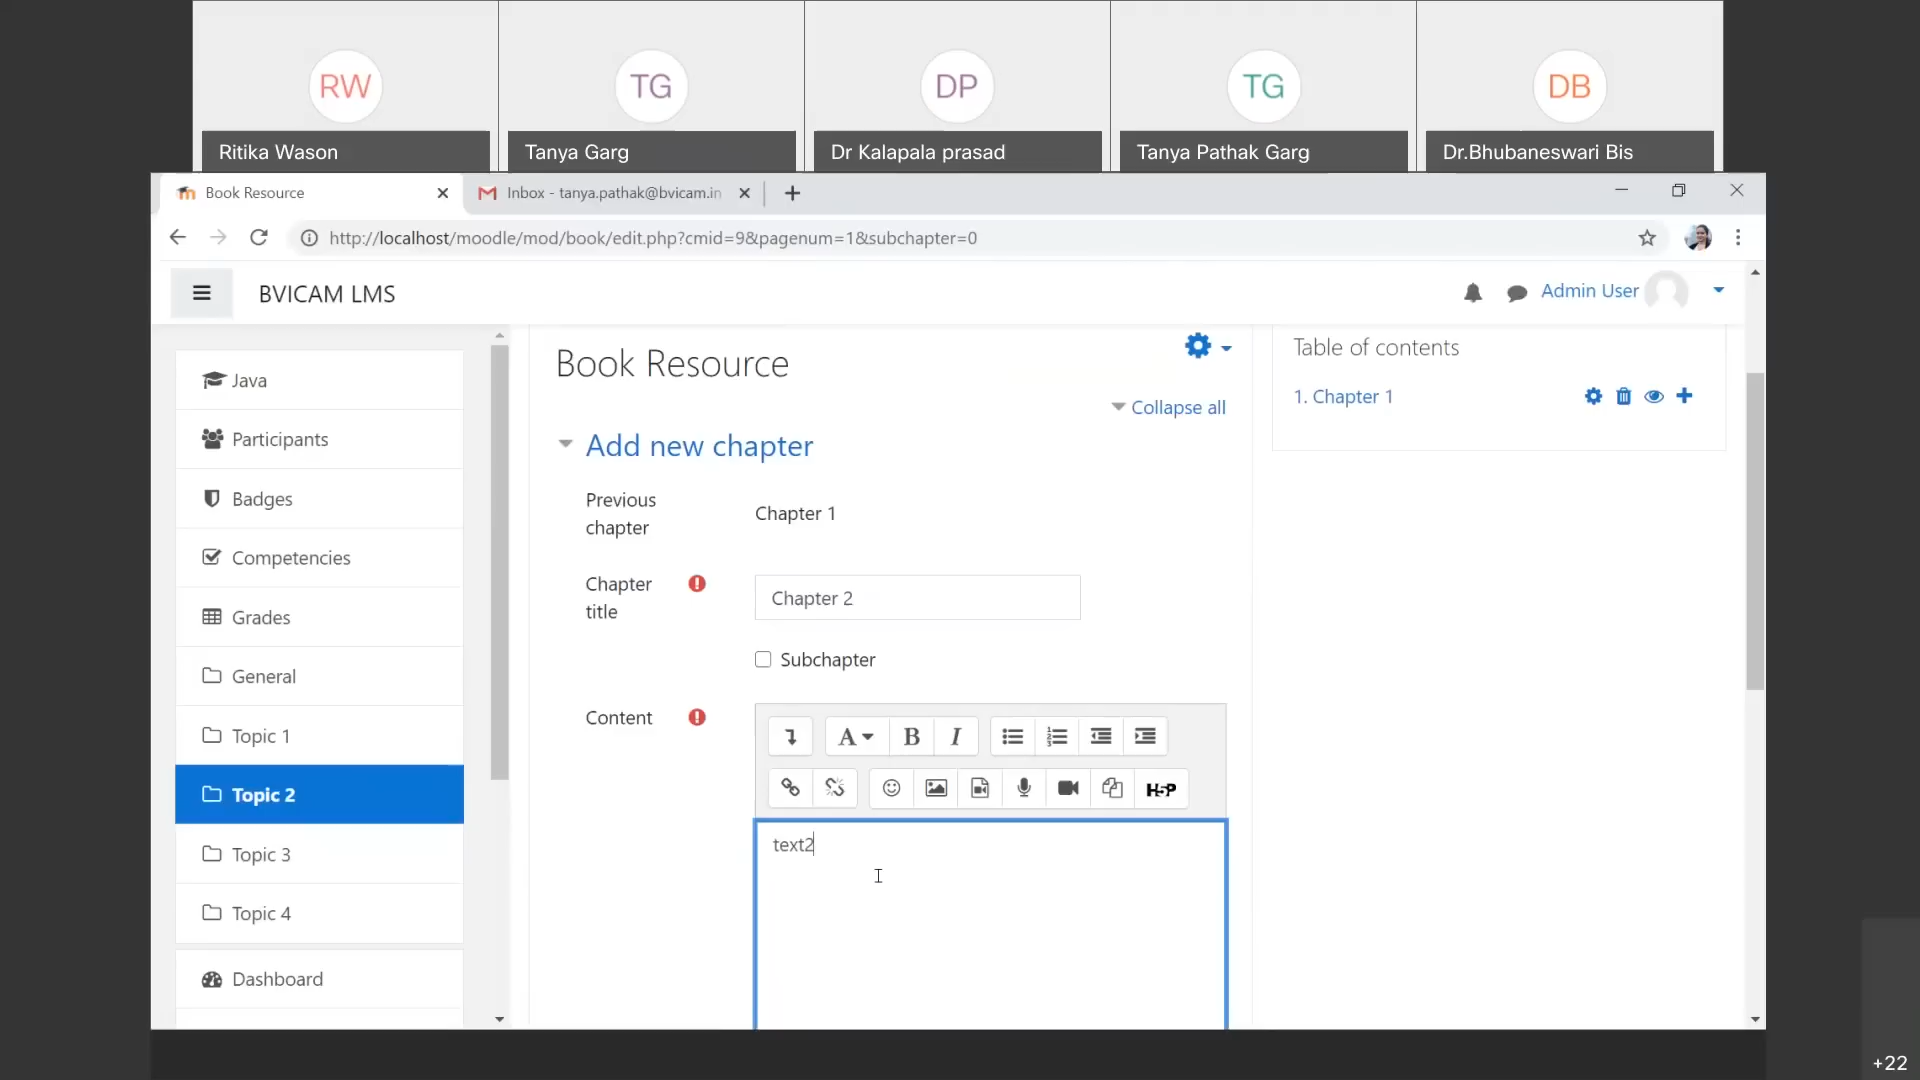 RW
TG
DP
TG
DB
Ritika Wason
Tanya Garg
Dr Kalapala prasad
Tanya Pathak Garg
Dr.Bhubaneswari Bis
Book Resource
Inbox - tanya.pathak@bvicam.in
http://localhost/moodle/mod/book/edit.php?cmid=9&pagenum=1&subchapter=0
BVICAM LMS
Admin User
Java
Participants
Badges
Competencies
Grades
General
Topic 1
Topic 2
Topic 3
Topic 4
Dashboard
Book Resource
Collapse all
Add new chapter
Previous
chapter
Chapter 1
Chapter
title
Chapter 2
Subchapter
Content
A
B
I
H5P
text2
Table of contents
1. Chapter 1
+22